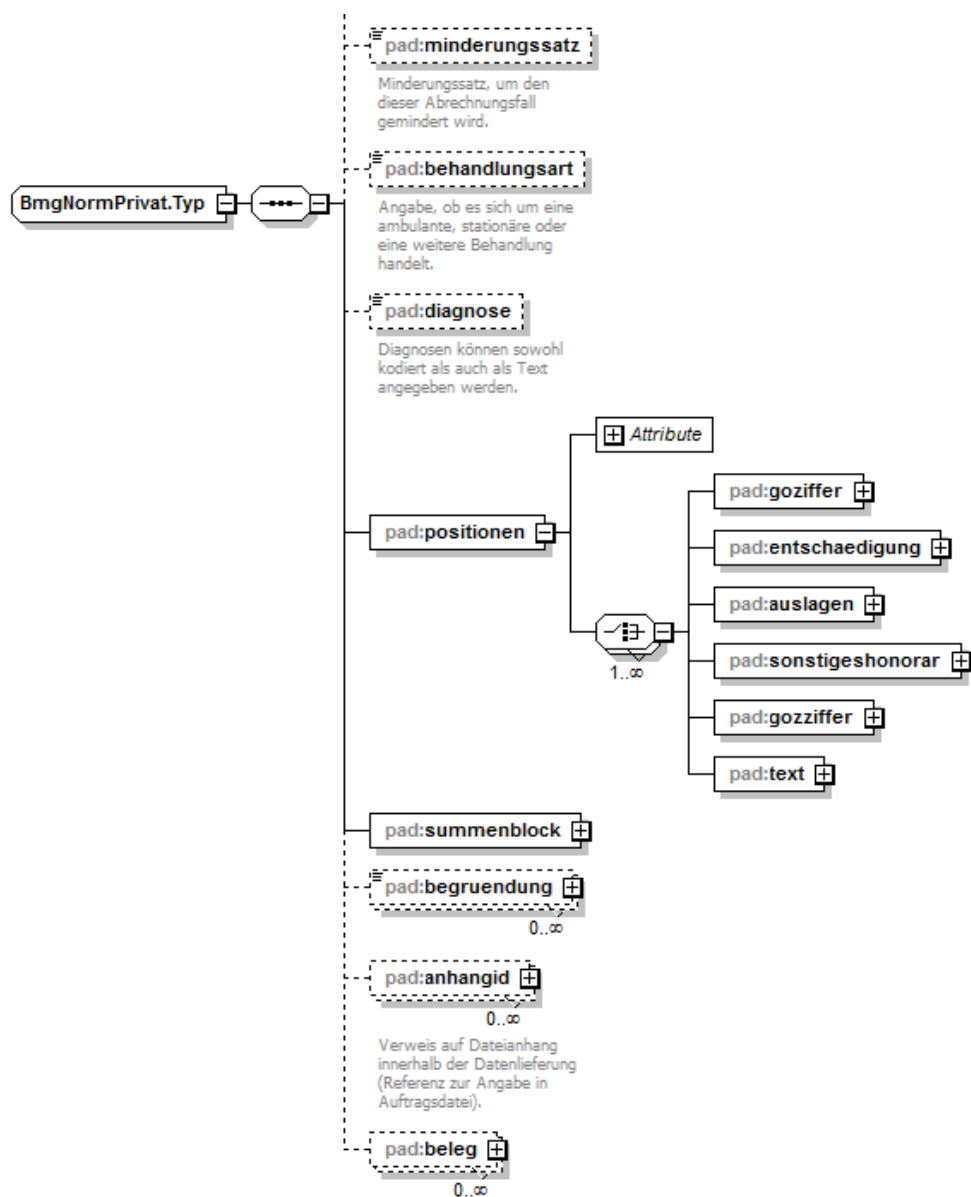 pad:minderungssatz
Minderungssatz, um den
dieser Abrechnungsfall
gemindert wird.
pad:behandlungsart
BmgNormPrivat.Typ
Angabe, ob es sich um eine
ambulante, stationäre oder
eine weitere Behandlung
handelt.
pad:diagnose
Diagnosen können sowohl
kodiert als auch als Text
angegeben werden.
Attribute
pad:goziffer
pad:positionen
pad:entschaedigung
pad:auslagen
pad:sonstigeshonorar
1..∞
pad:gozziffer
pad:text
pad:summenblock
pad:begruendung
0..∞
pad:anhangid
0..∞
Verweis auf Dateianhang
innerhalb der Datenlieferung
(Referenz zur Angabe in
Auftragsdatei).
pad:beleg
0..∞